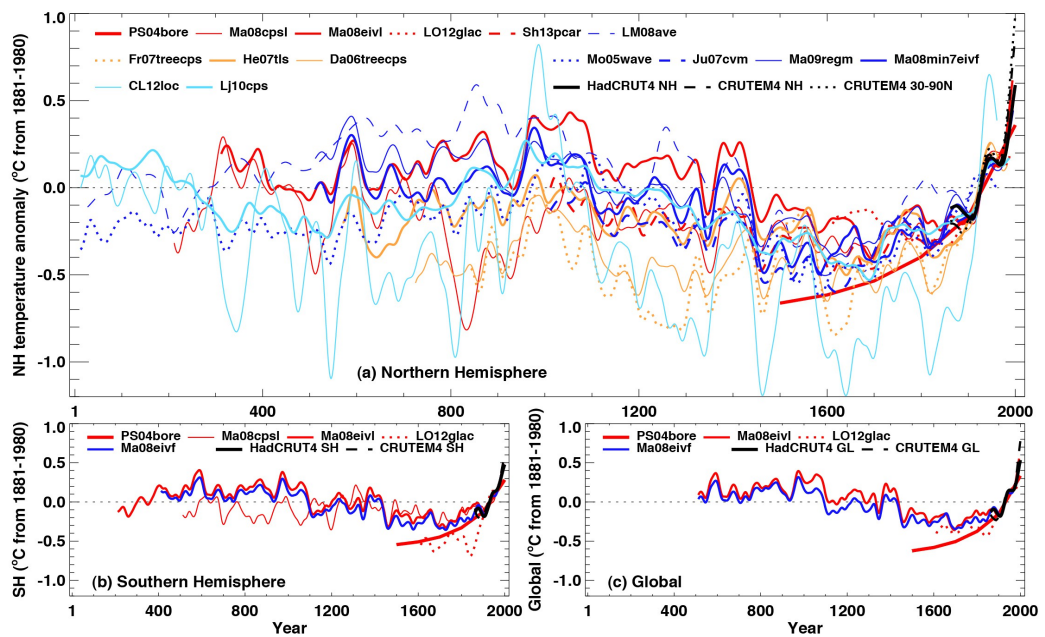 NH temperature anomaly (°C from 1881-1980)
1.0
0.5
0.0
-0.5
-1.0
PS04bore Ma08cpsl Ma08eivl LO12glac Sh13pcar LM08ave
Fr07treecps He07tls Da06treecps Mo05wave Ju07cvm Ma09regm Ma08min7eivf
CL12loc Lj10cps HadCRUT4 NH CRUTEM4 NH CRUTEM4 30-90N
(a) Northern Hemisphere
1 400 800 1200 1600 2000
SH (°C from 1881-1980)
1.0
0.5
0.0
-0.5
-1.0
PS04bore Ma08cpsl Ma08eivl LO12glac
Ma08eivf HadCRUT4 SH CRUTEM4 SH
(b) Southern Hemisphere
1 400 800 1200 1600 2000
Year
Global (°C from 1881-1980)
1.0
0.5
0.0
-0.5
-1.0
PS04bore Ma08eivl LO12glac
Ma08eivf HadCRUT4 GL CRUTEM4 GL
(c) Global
1 400 800 1200 1600 2000
Year